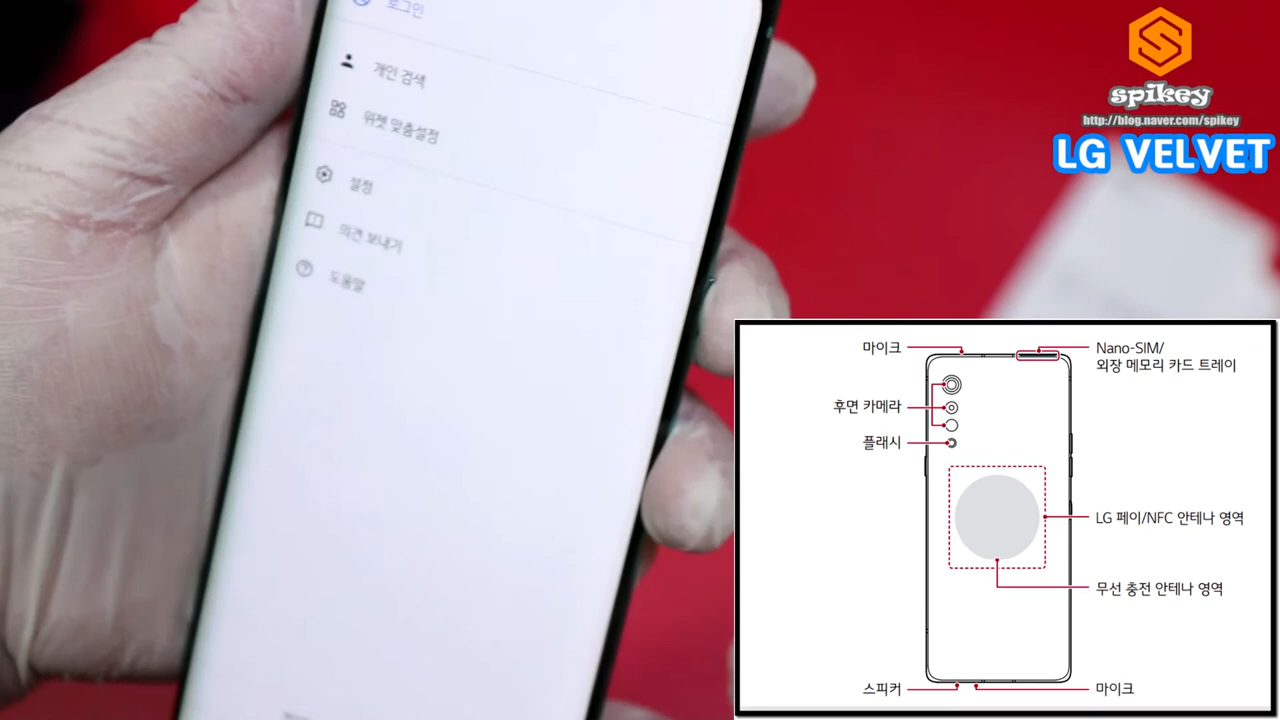 로그인
개인 검색
위젯 맞춤설정
설정
의견 보내기
도움말
spikey
http://blog.naver.com/spikey
LG VELVET
마이크
Nano-SIM/
외장 메모리 카드 트레이
후면 카메라
플래시
LG 페이/NFC 안테나 영역
무선 충전 안테나 영역
스피커
마이크